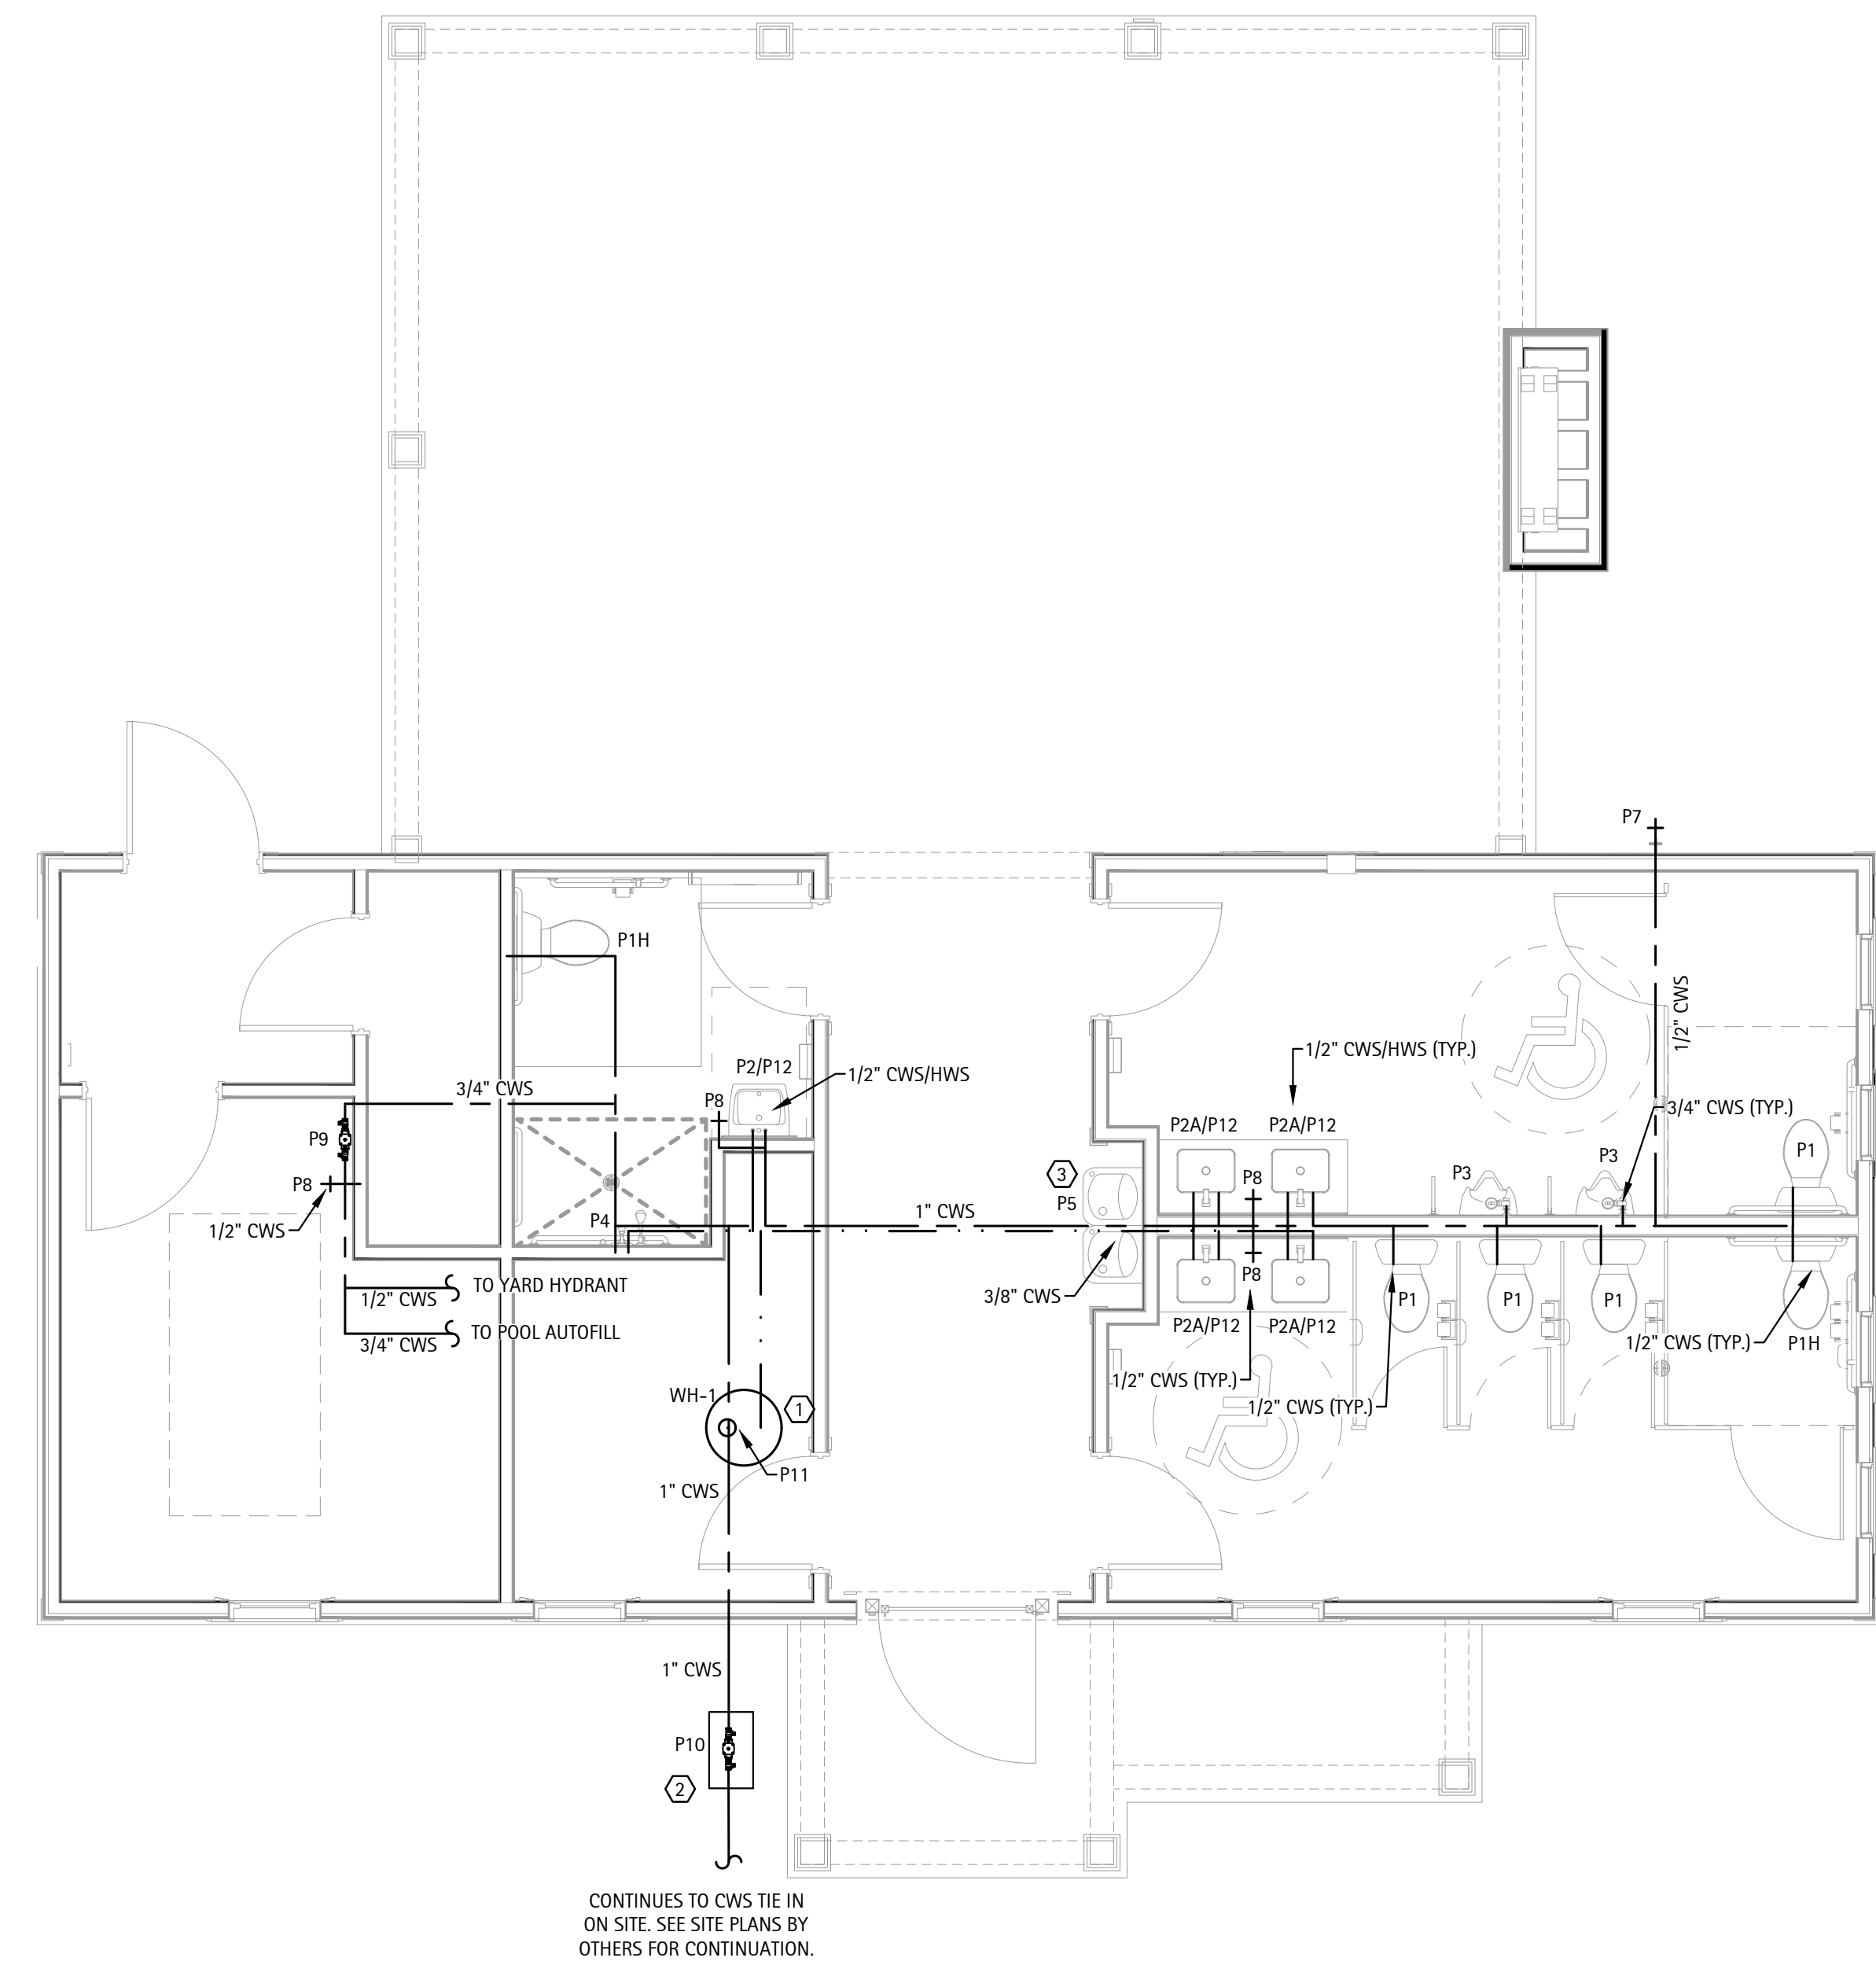 P7
P1H
1/2" CWS
P2/P12
1/2" CWS/HWS
1/2" CWS/HWS (TYP.)
3/4" CWS
P8
3/4" CWS (TYP.)
P2A/P12
P2A/P12
P9
P1
P3
P3
3
P8
P8
P5
P4
1" CWS
1/2" CWS
P8
TO YARD HYDRANT
1/2" CWS
3/8" CWS
P1
P1
P1
TO POOL AUTOFILL
3/4" CWS
P2A/P12
P2A/P12
1/2" CWS (TYP.)
P1H
1/2" CWS (TYP.)
WH-1
1
1/2" CWS (TYP.)
P11
1" CWS
1" CWS
P10
2
CONTINUES TO CWS TIE IN
ON SITE. SEE SITE PLANS BY
OTHERS FOR CONTINUATION.